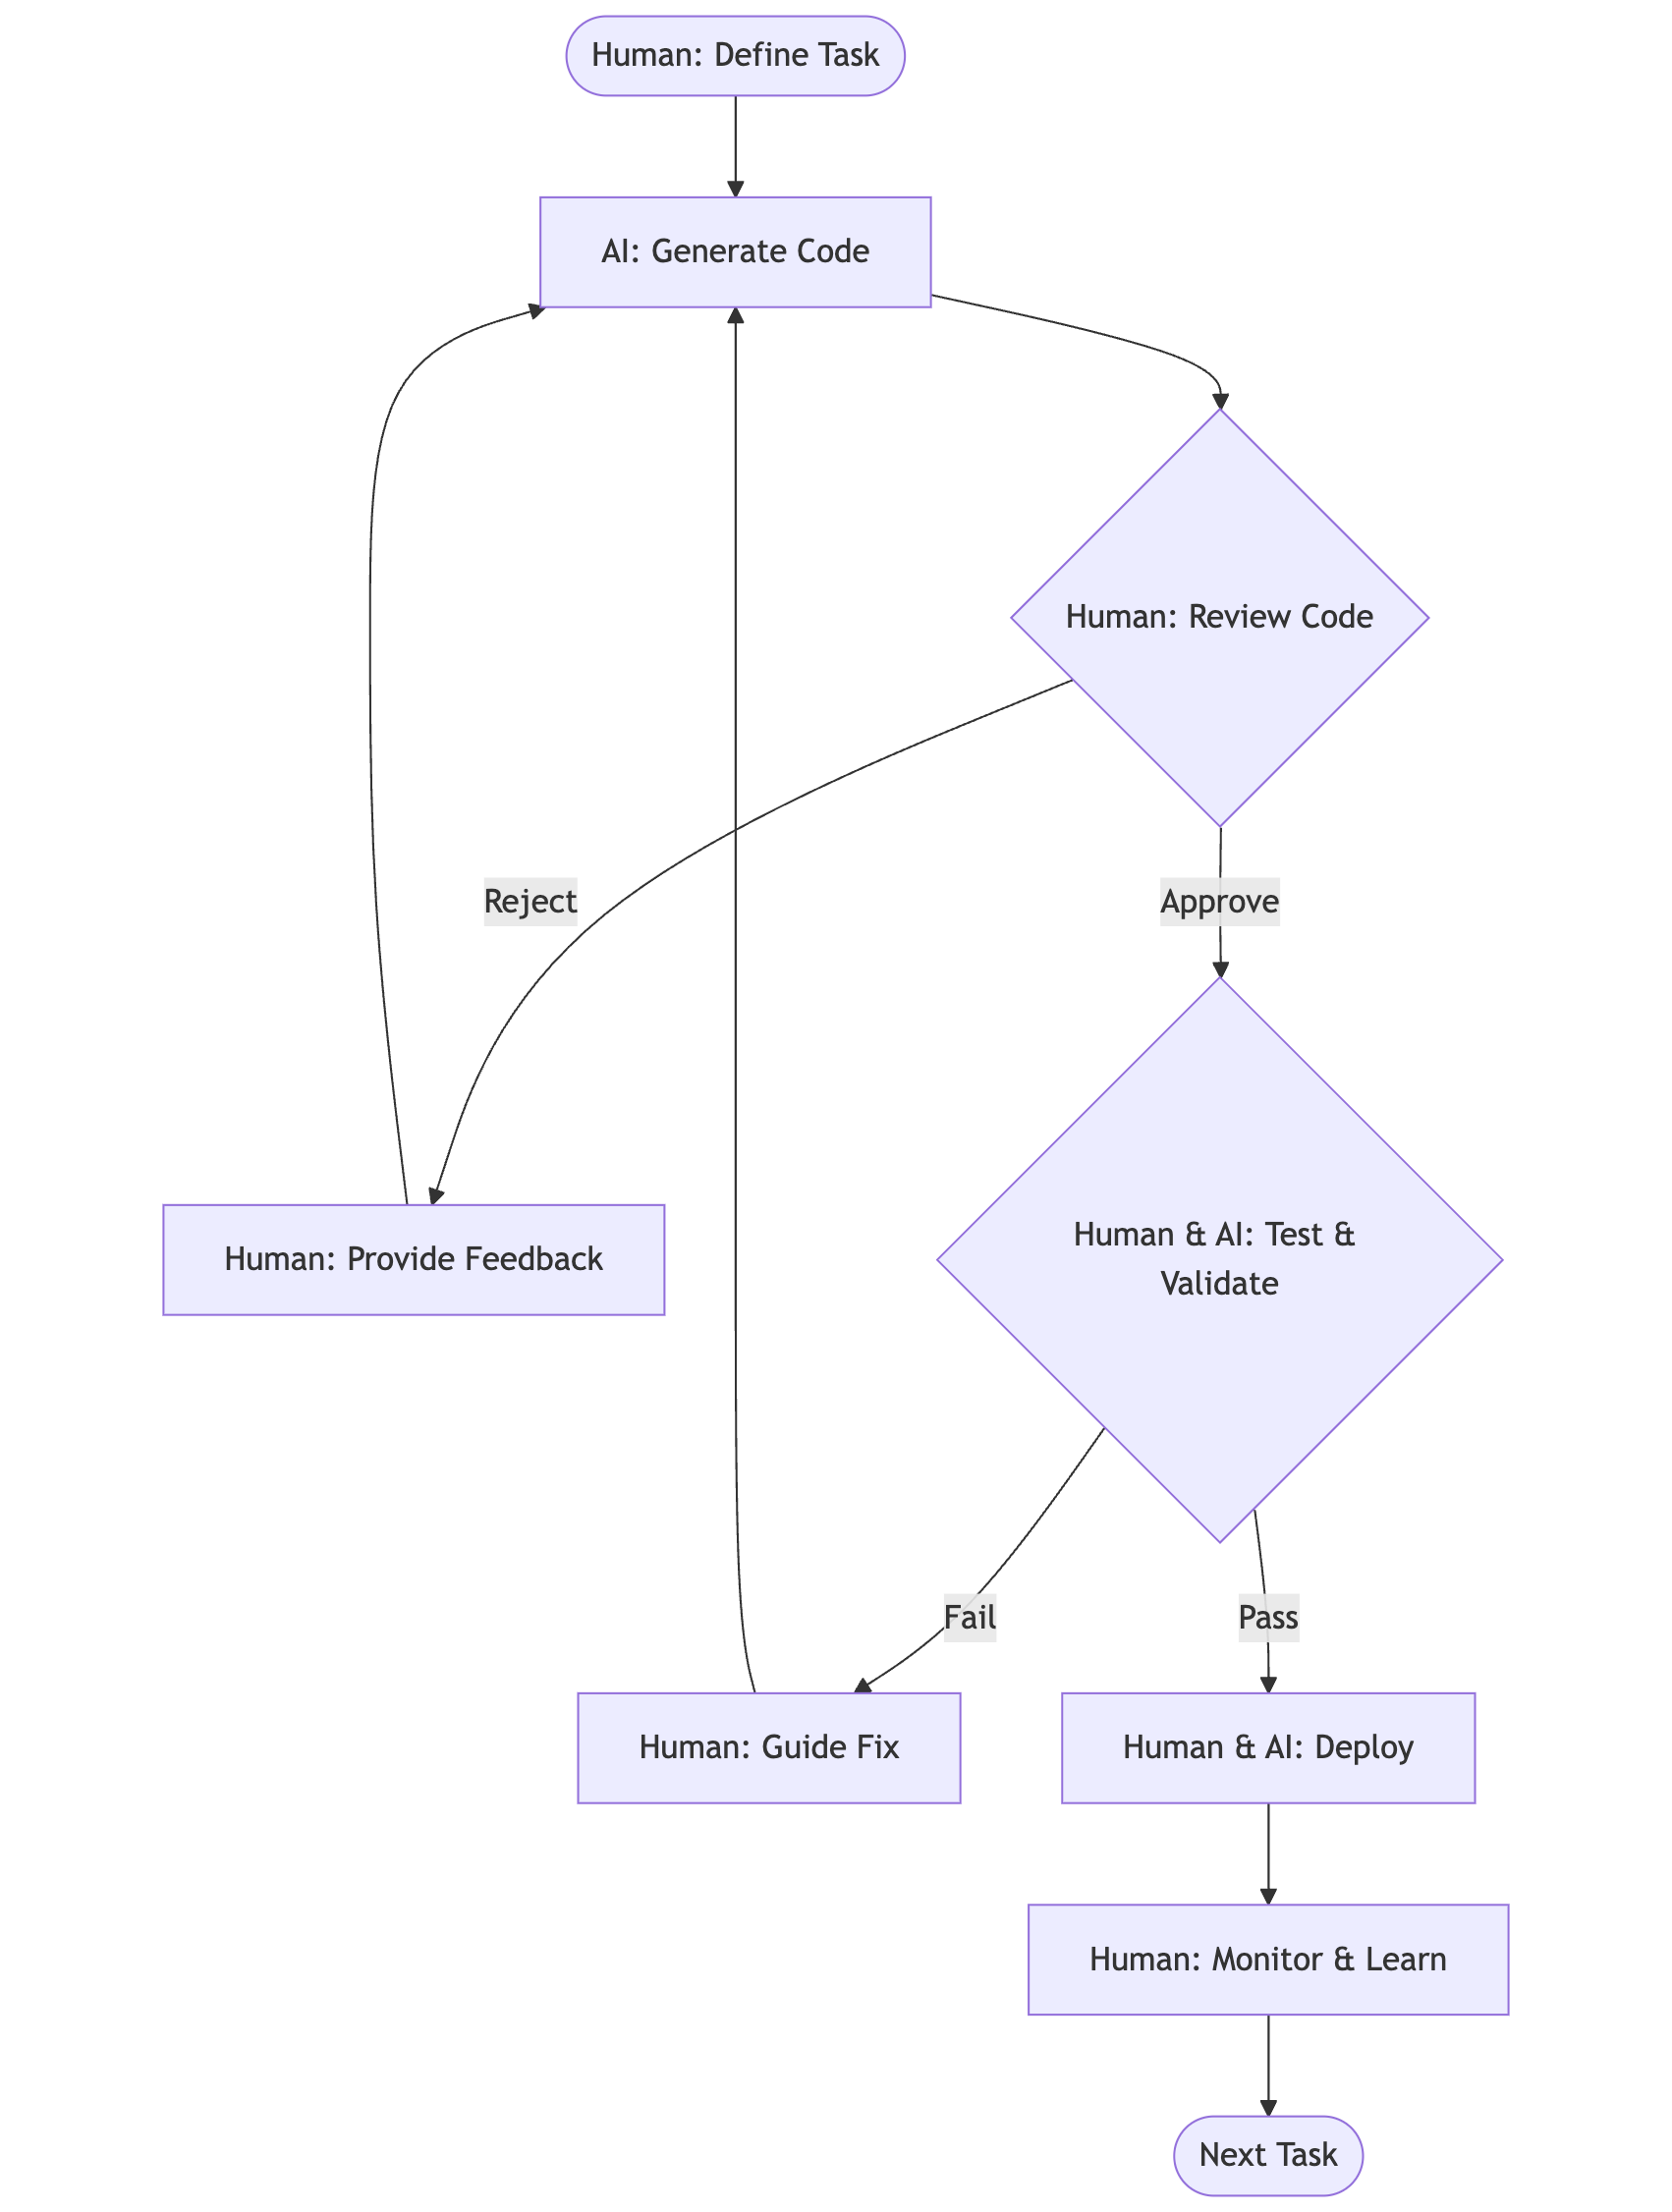 Human: Define Task
AI: Generate Code
Human: Review Code
Reject
Approve
Human & AI: Test &
Validate
Human: Provide Feedback
Fail
Pass
Human: Guide Fix
Human & AI: Deploy
Human: Monitor & Learn
Next Task